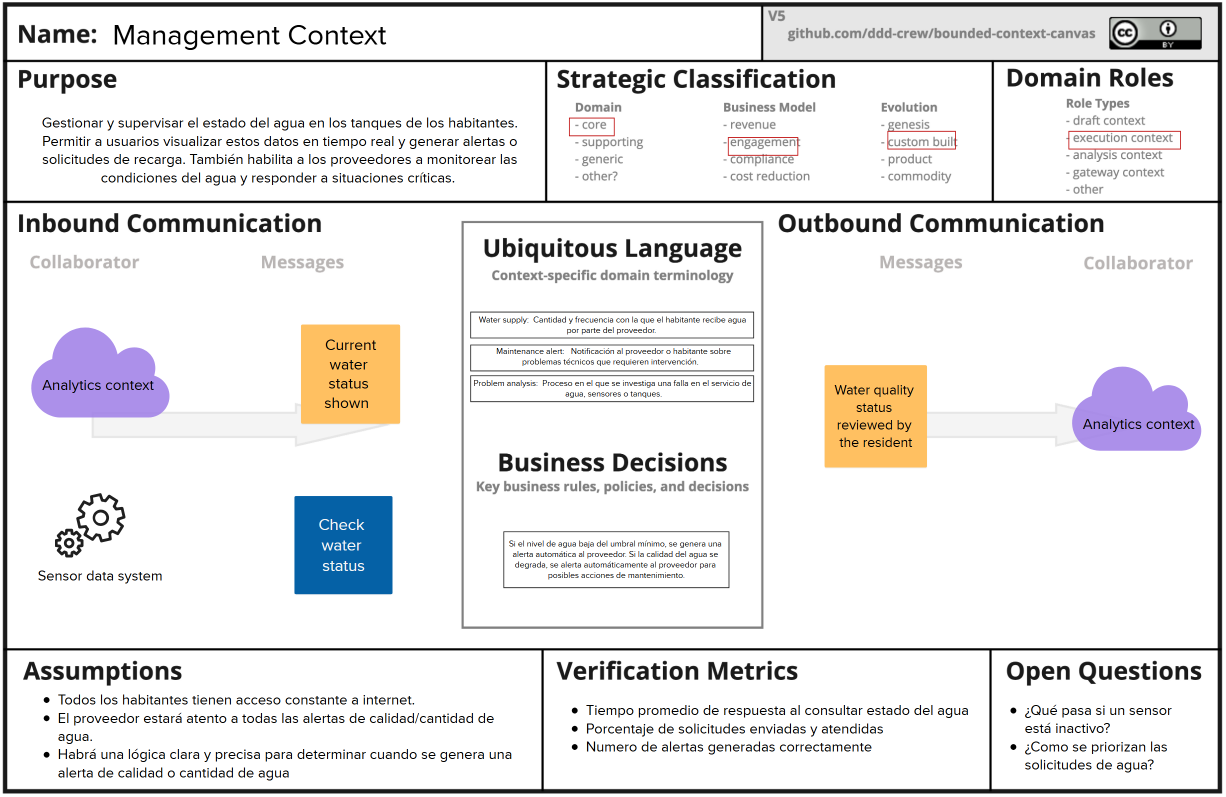 Name: Management Context
V5
github.com/ddd-crew/bounded-context-canvas
cc
BY
Purpose
Gestionar y supervisar el estado del agua en los tanques de los habitantes.
Permitir a usuarios visualizar estos datos en tiempo real y generar alertas o
solicitudes de recarga. También habilita a los proveedores a monitorear las
condiciones del agua y responder a situaciones críticas.
Strategic Classification
Domain
- core
- supporting
- generic
- other?
Business Model
- revenue
- engagement
- compliance
- cost reduction
Evolution
- genesis
- custom built
- product
- commodity
Domain Roles
Role Types
- draft context
- execution context
- analysis context
- gateway context
- other
Inbound Communication
Collaborator
Messages
Analytics context
Current
water
status
shown
Sensor data system
Check
water
status
Ubiquitous Language
Context-specific domain terminology
Water supply: Cantidad y frecuencia con la que el habitante recibe agua
por parte del proveedor.
Maintenance alert: Notificación al proveedor o habitante sobre
problemas técnicos que requieren intervención.
Problem analysis: Proceso en el que se investiga una falla en el servicio de
agua, sensores o tanques.
Business Decisions
Key business rules, policies, and decisions
Si el nivel de agua baja del umbral mínimo, se genera una
alerta automática al proveedor. Si la calidad del agua se
degrada, se alerta automáticamente al proveedor para
posibles acciones de mantenimiento.
Outbound Communication
Messages
Collaborator
Water quality
status
reviewed by
the resident
Analytics context
Assumptions
• Todos los habitantes tienen acceso constante a internet.
• El proveedor estará atento a todas las alertas de calidad/cantidad de
agua.
• Habrá una lógica clara y precisa para determinar cuando se genera una
alerta de calidad o cantidad de agua
Verification Metrics
• Tiempo promedio de respuesta al consultar estado del agua
• Porcentaje de solicitudes enviadas y atendidas
• Numero de alertas generadas correctamente
Open Questions
• ¿Qué pasa si un sensor
está inactivo?
• ¿Como se priorizan las
solicitudes de agua?